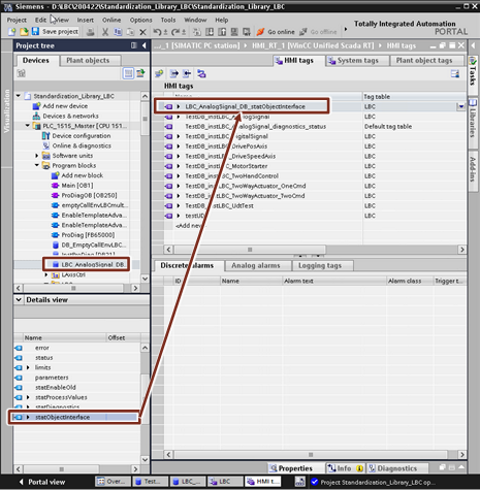 Siemens - D:\LBC\200422\Standardization_Library_LBC\Standardization_Library_LBC
Project Edit View Insert Online Options Tools Window Help
Save project
Go online
Go offline
Totally Integrated Automation
PORTAL
Project tree
Devices
Plant objects
Visualization
Standardization_Library_LBC
Add new device
Devices & networks
PLC_1515_Master [CPU 151
Device configuration
Online & diagnostics
Software units
Program blocks
Add new block
Main [OB1]
ProDiagOB [OB250]
emptyCallEnvLBCmult...
EnableTemplateAdva...
EnableTemplateAdva...
ProDiag [FB65000]
DB_EmptyCallEnvLBC...
LBC_AnalogSignal_DB
LAxisCtrl
Details view
Name
Offset
error
status
limits
parameters
statEnableOld
statProcessValues
statDiagnostics
statObjectInterface
..._1 [SIMATIC PC station]
HMI_RT_1 [WinCC Unified Scada RT]
HMI tags
HMI tags
System tags
Plant object tags
HMI tags
Name
Tag table
LBC_AnalogSignal_DB_statObjectInterface
LBC
TestDB_instLBC_AnalogSignal
LBC
TestDB_instLBC_AnalogSignal_diagnostics_status
Default tag table
TestDB_instLBC_DigitalSignal
LBC
TestDB_instLBC_DrivePosAxis
LBC
TestDB_instLBC_DriveSpeedAxis
LBC
TestDB_instLBC_MotorStarter
LBC
TestDB_instLBC_TwoHandControl
LBC
TestDB_instLBC_TwoWayActuator_OneCmd
LBC
TestDB_instLBC_TwoWayActuator_TwoCmd
LBC
TestDB_instLBC_UdtTest
LBC
LBC
<Add new>
Discrete alarms
Analog alarms
Logging tags
ID
Name
Alarm text
Alarm class
Trigger t...
Tasks
Libraries
Add-ins
Properties
Info
Diagnostics
Portal view
Over...
Test...
LBC_...
LBC
HMI t...
Project Standardization_Library_LBC op...